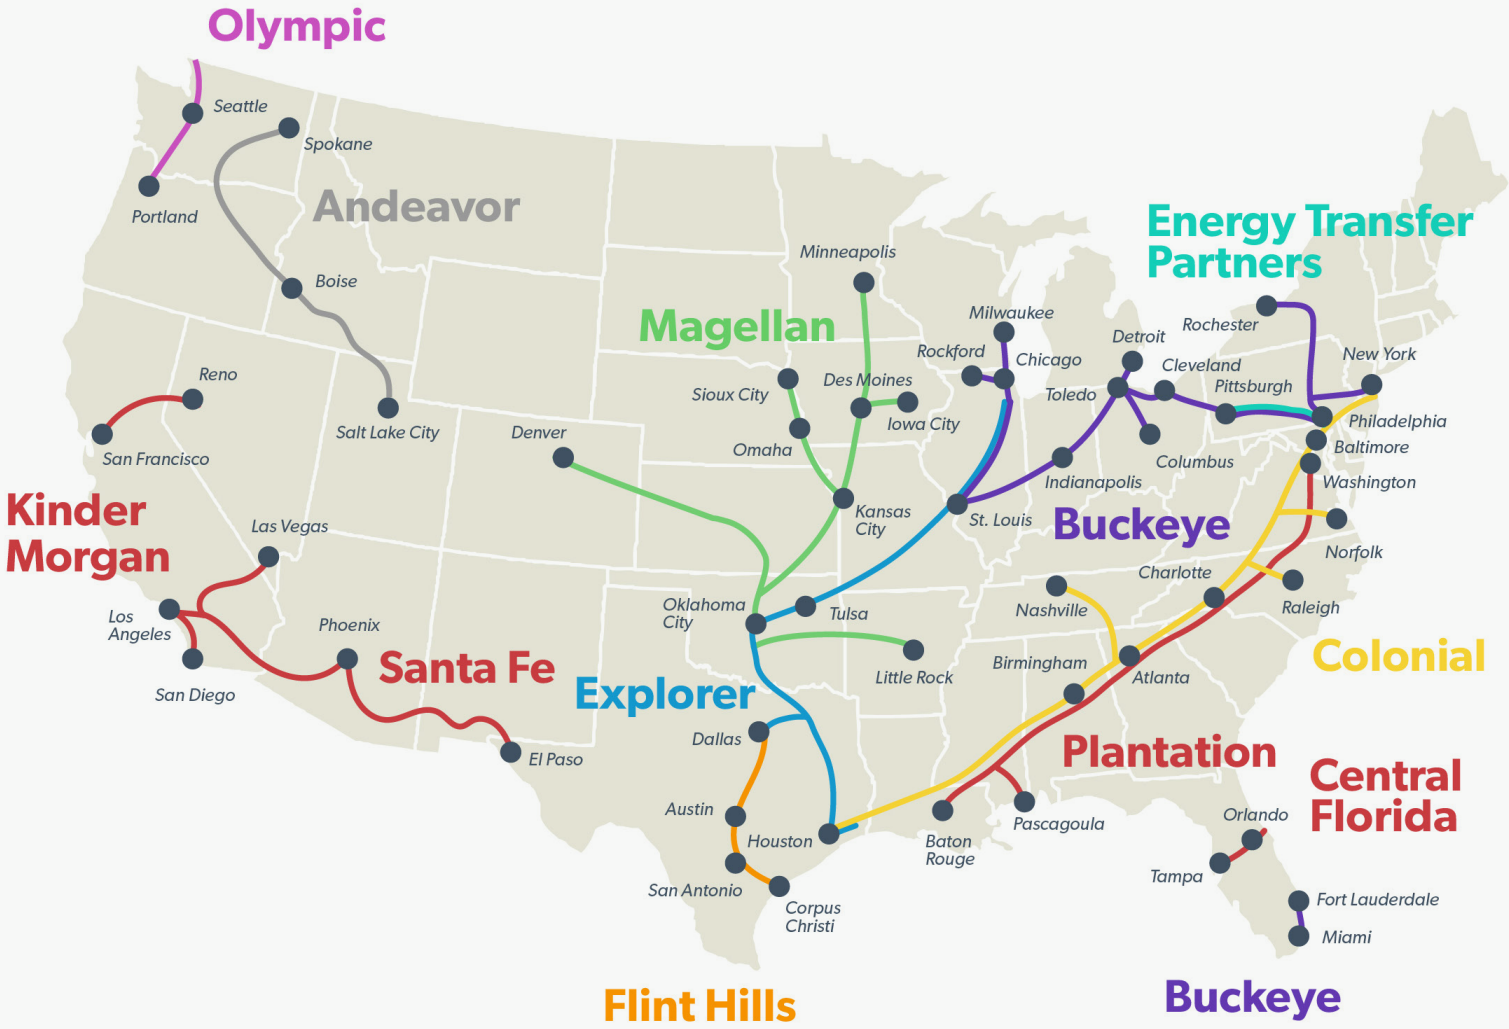 Olympic
Seattle
Spokane
Portland
Andeavor
Boise
Energy Transfer
Partners
Minneapolis
Magellan
Milwaukee
Rochester
Detroit
Rockford
Chicago
Cleveland
New York
Reno
Sioux City
Des Moines
Toledo
Pittsburgh
Salt Lake City
Denver
Iowa City
Philadelphia
San Francisco
Omaha
Baltimore
Columbus
Indianapolis
Washington
Kinder
Morgan
Las Vegas
Kansas
City
St. Louis
Buckeye
Norfolk
Charlotte
Los
Angeles
Phoenix
Oklahoma
City
Tulsa
Nashville
Raleigh
San Diego
Santa Fe
Explorer
Little Rock
Birmingham
Atlanta
Colonial
El Paso
Dallas
Plantation
Central
Florida
Austin
Houston
Baton
Rouge
Pascagoula
Orlando
Tampa
San Antonio
Corpus
Christi
Fort Lauderdale
Miami
Flint Hills
Buckeye